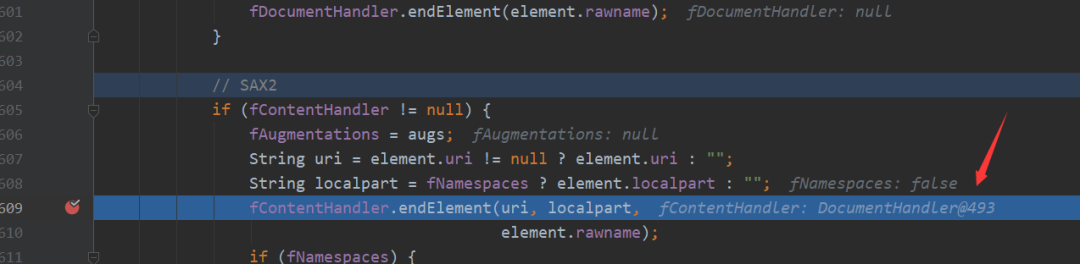 601 fDocumentHandler.endElement(element.rawname); fDocumentHandler: null
602 }
603
604 // SAX2
605 if (fContentHandler != null) {
606 fAugmentations = augs; fAugmentations: null
607 String uri = element.uri != null ? element.uri : "";
608 String localpart = fNamespaces ? element.localpart : ""; fNamespaces: false
609 fContentHandler.endElement(uri, localpart, fContentHandler: DocumentHandler@493
610 element.rawname);
611 if (fNamespaces) {